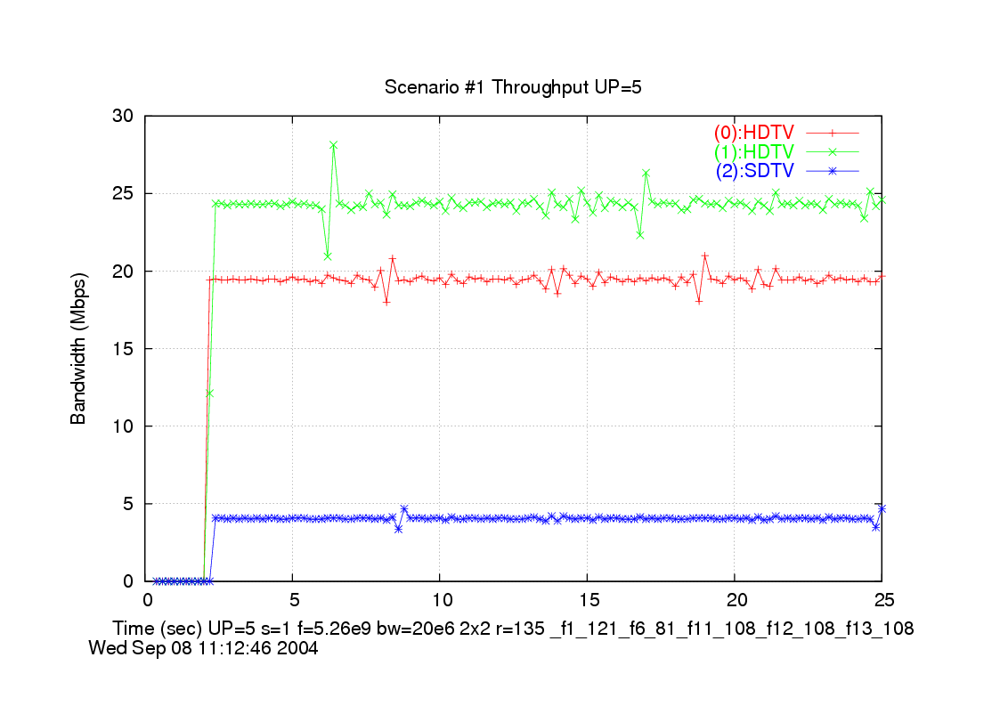 Scenario #1 Throughput UP=5
30
25
20
15
10
5
0
Bandwidth (Mbps)
(0):HDTV
(1):HDTV
(2):SDTV
0 5 10 15 20 25
Time (sec) UP=5 s=1 f=5.26e9 bw=20e6 2x2 r=135 _f1_121_f6_81_f11_108_f12_108_f13_108
Wed Sep 08 11:12:46 2004